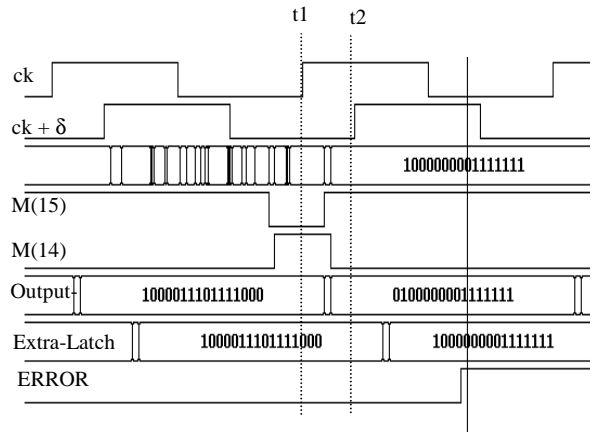 t1
t2
ck
ck + δ
1000000001111111
M(15)
M(14)
Output-
1000011101111000
0100000001111111
Extra-Latch
1000011101111000
1000000001111111
ERROR